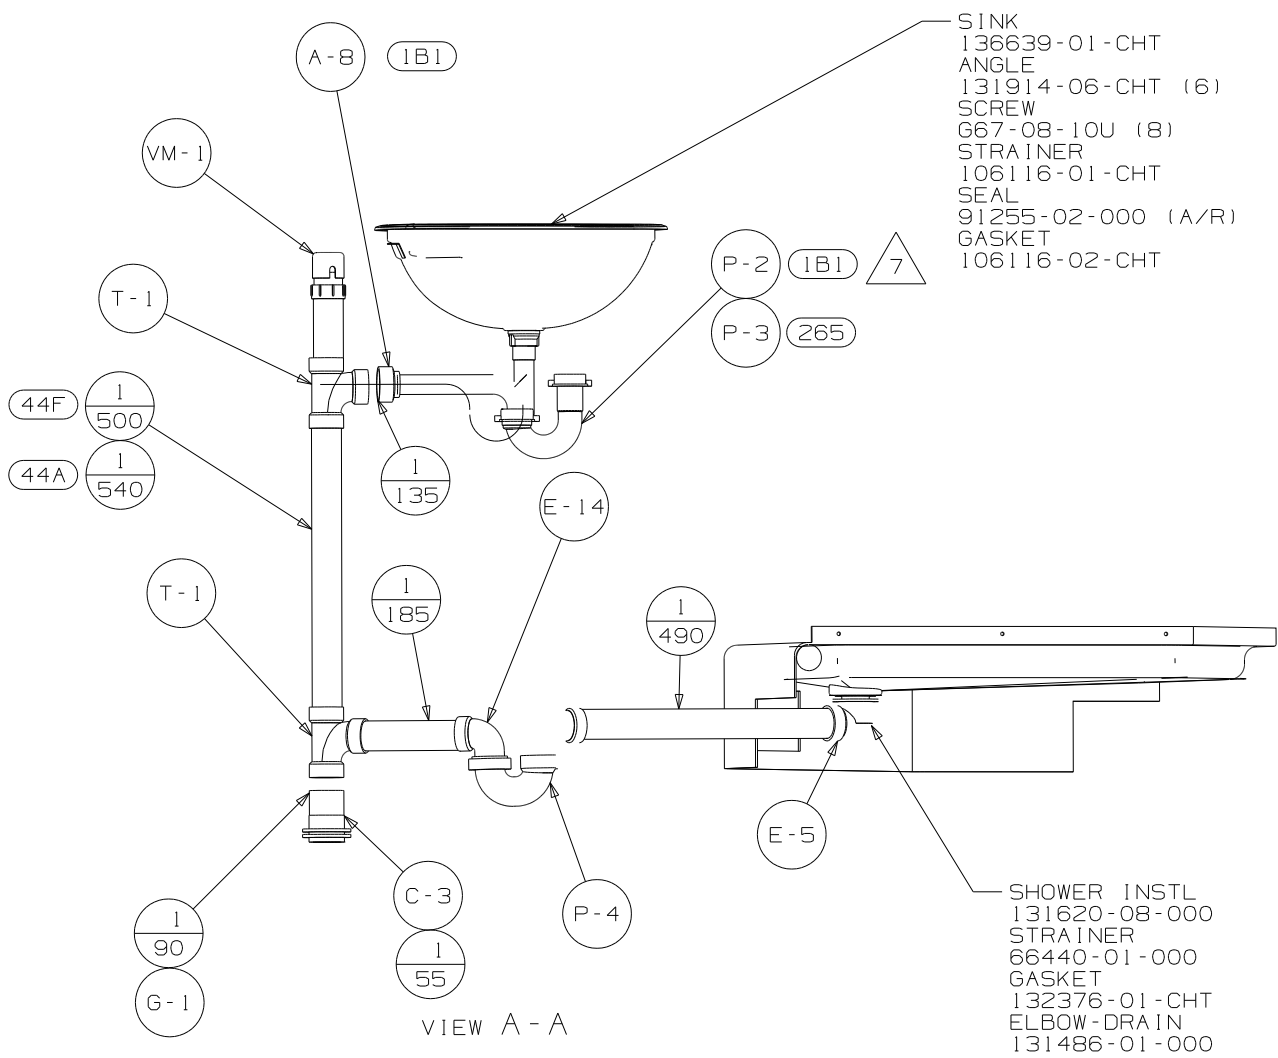 SINK
136639-01-CHT
ANGLE
131914-06-CHT (6)
SCREW
G67-08-10U (8)
STRAINER
106116-01-CHT
SEAL
91255-02-000 (A/R)
GASKET
106116-02-CHT
A-8 1B1
VM-1
P-2 1B1 7
T-1
P-3 265
44F 1
500
44A 1
540
1
135
E-14
T-1
1
185
1
490
E-5
C-3
P-4
1
90
1
55
G-1
VIEW A-A
SHOWER INSTL
131620-08-000
STRAINER
66440-01-000
GASKET
132376-01-CHT
ELBOW-DRAIN
131486-01-000